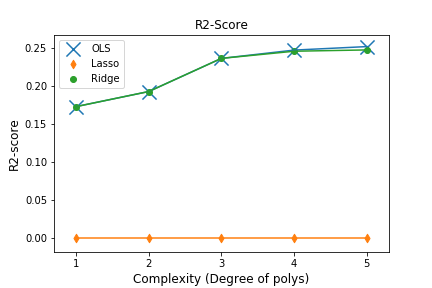 R2-Score
OLS
Lasso
Ridge
0.25
0.20
0.15
0.10
0.05
0.00
R2-score
1 2 3 4 5
Complexity (Degree of polys)